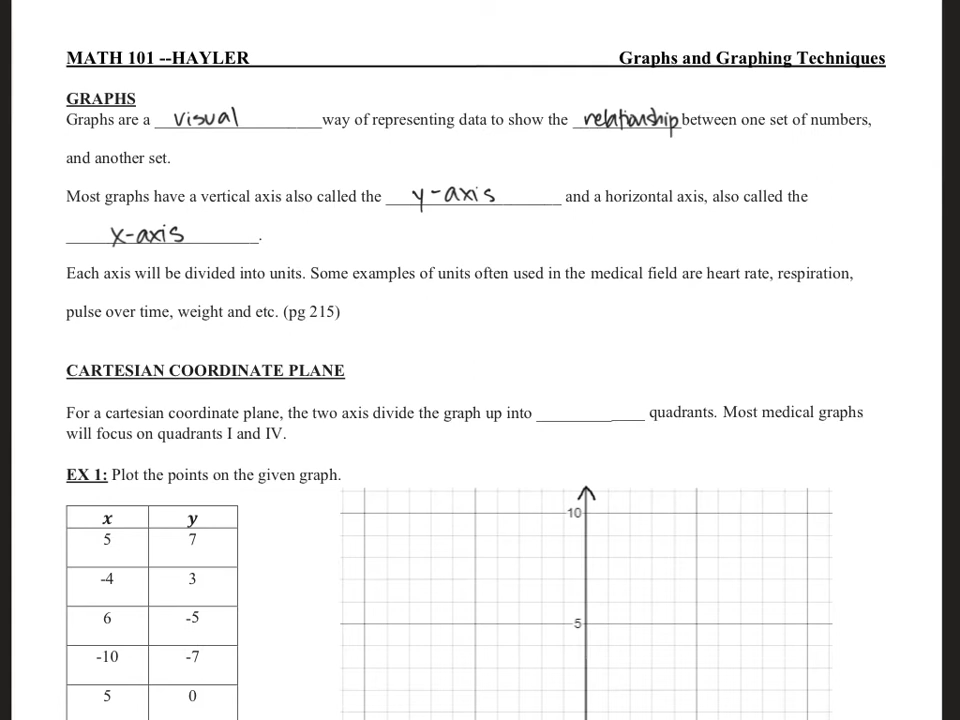 MATH 101 --HAYLER Graphs and Graphing Techniques
GRAPHS
Graphs are a visual way of representing data to show the relationship between one set of numbers,
and another set.
Most graphs have a vertical axis also called the y-axis and a horizontal axis, also called the
x-axis.
Each axis will be divided into units. Some examples of units often used in the medical field are heart rate, respiration,
pulse over time, weight and etc. (pg 215)
CARTESIAN COORDINATE PLANE
For a cartesian coordinate plane, the two axis divide the graph up into ______________ quadrants. Most medical graphs
will focus on quadrants I and IV.
EX 1: Plot the points on the given graph.
x y
5 7
-4 3
6 -5
-10 -7
5 0
10
5